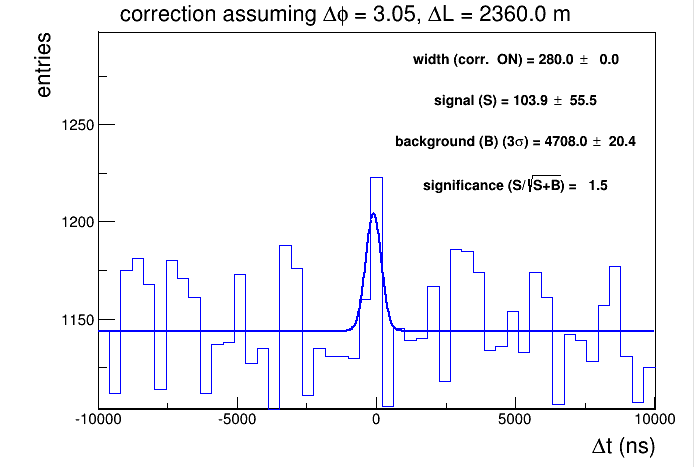 correction assuming Δϕ = 3.05, ΔL = 2360.0 m
entries
width (corr. ON) = 280.0 ± 0.0
signal (S) = 103.9 ± 55.5
background (B) (3σ) = 4708.0 ± 20.4
significance (S/√S+B) = 1.5
1250
1200
1150
-10000 -5000 0 5000 10000
Δt (ns)